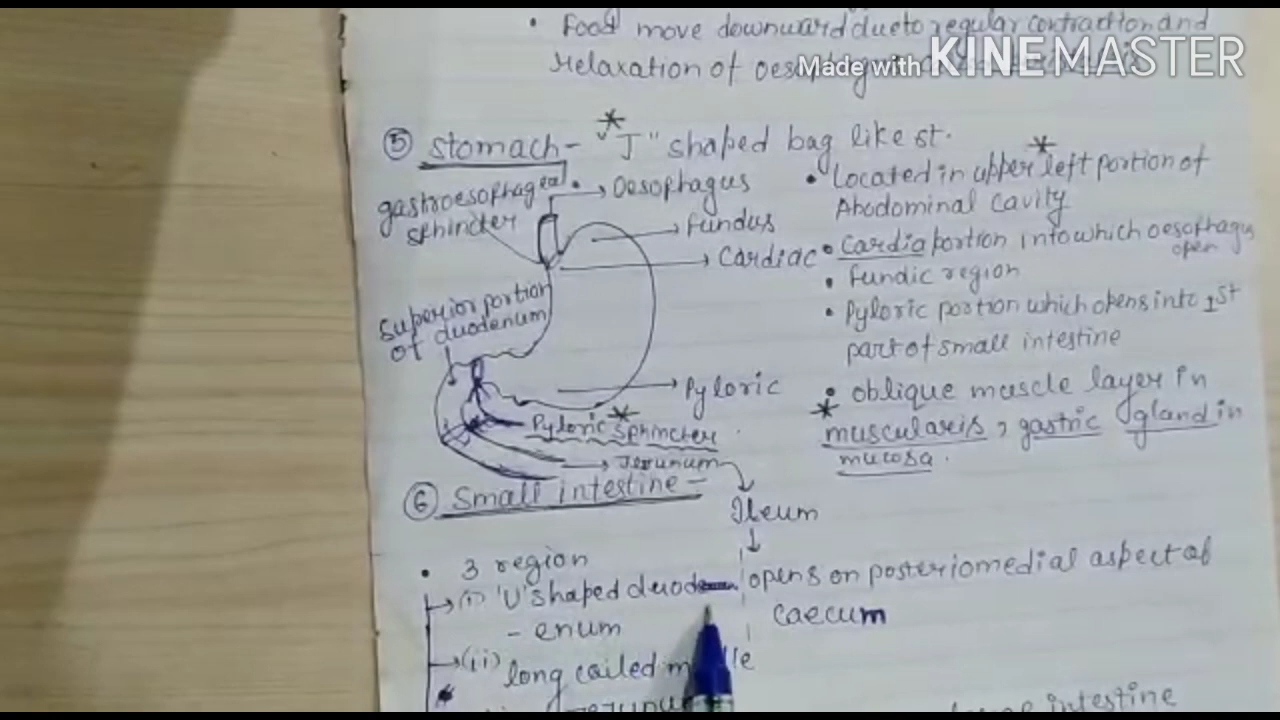 • Food move downward due to regular contraction and
relaxation of
Made with KINEMASTER
⑤ Stomach - "J" shaped bag like st.
gastroesophageal
sphincter
→ Oesophagus
→ Fundus
→ Cardiac
Superior portion
of duodenum
→ Pyloric
Pyloric sphincter
→ Jejunum
Ileum
• Located in upper left portion of
Abdominal cavity
• Cardia portion into which oesophagus
open
• Fundic region
• Pyloric portion which opens into 1st
part of small intestine
• oblique muscle layer in
muscularis, gastric gland in
mucosa.
⑥ Small intestine -
• 3 region
→ (i) 'U' shaped duod
- enum
opens on posteriomedial aspect of
caecum
→ (ii) long coiled
intestine